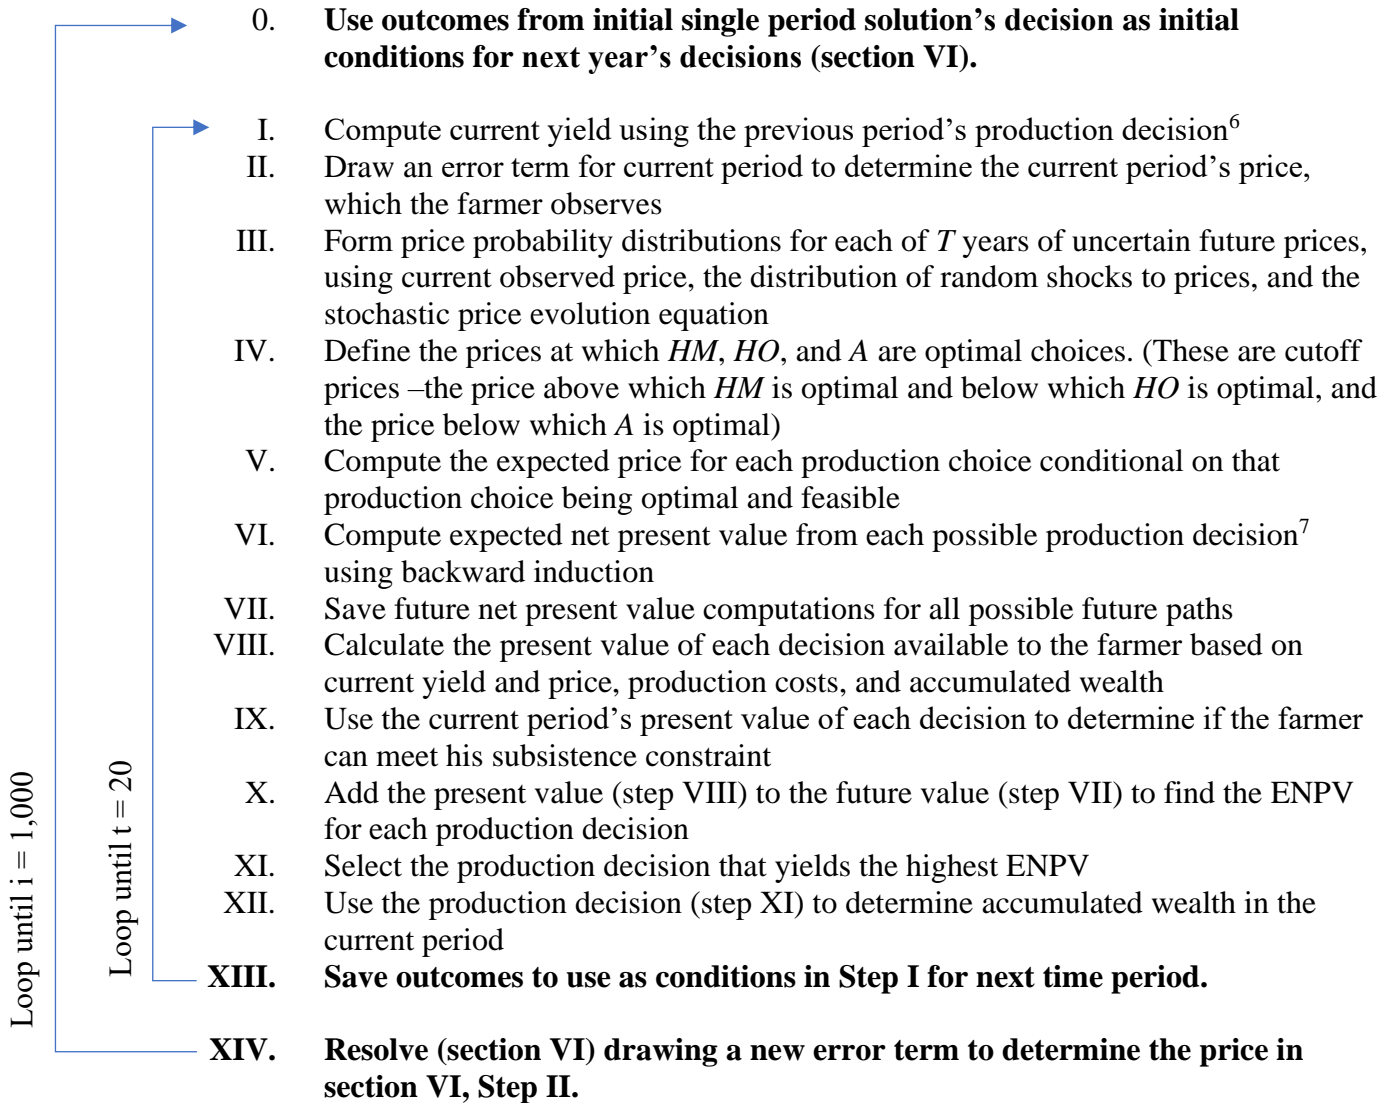 0. Use outcomes from initial single period solution’s decision as initial
conditions for next year’s decisions (section VI).
I. Compute current yield using the previous period’s production decision⁶
II. Draw an error term for current period to determine the current period’s price,
which the farmer observes
III. Form price probability distributions for each of T years of uncertain future prices,
using current observed price, the distribution of random shocks to prices, and the
stochastic price evolution equation
IV. Define the prices at which HM, HO, and A are optimal choices. (These are cutoff
prices –the price above which HM is optimal and below which HO is optimal, and
the price below which A is optimal)
V. Compute the expected price for each production choice conditional on that
production choice being optimal and feasible
VI. Compute expected net present value from each possible production decision⁷
using backward induction
VII. Save future net present value computations for all possible future paths
VIII. Calculate the present value of each decision available to the farmer based on
current yield and price, production costs, and accumulated wealth
IX. Use the current period’s present value of each decision to determine if the farmer
can meet his subsistence constraint
X. Add the present value (step VIII) to the future value (step VII) to find the ENPV
for each production decision
XI. Select the production decision that yields the highest ENPV
XII. Use the production decision (step XI) to determine accumulated wealth in the
current period
XIII. Save outcomes to use as conditions in Step I for next time period.
XIV. Resolve (section VI) drawing a new error term to determine the price in
section VI, Step II.
Loop until i = 1,000
Loop until t = 20